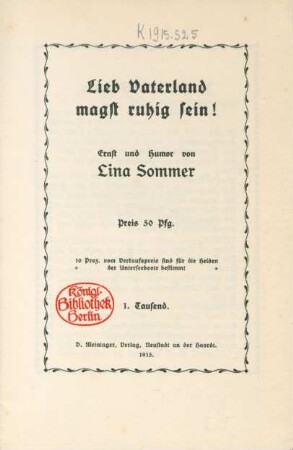 K 1915.325
Lieb Vaterland
magst ruhig sein!
Ernst und Humor von
Lina Sommer
Preis 50 Pfg.
10 Proz. vom Verkaufspreis sind für die Helden
* der Unterseeboote bestimmt *
Königl.
Bibliothek
Berlin
1. Tausend.
D. Meininger, Verlag, Neustadt an der Haardt.
1915.